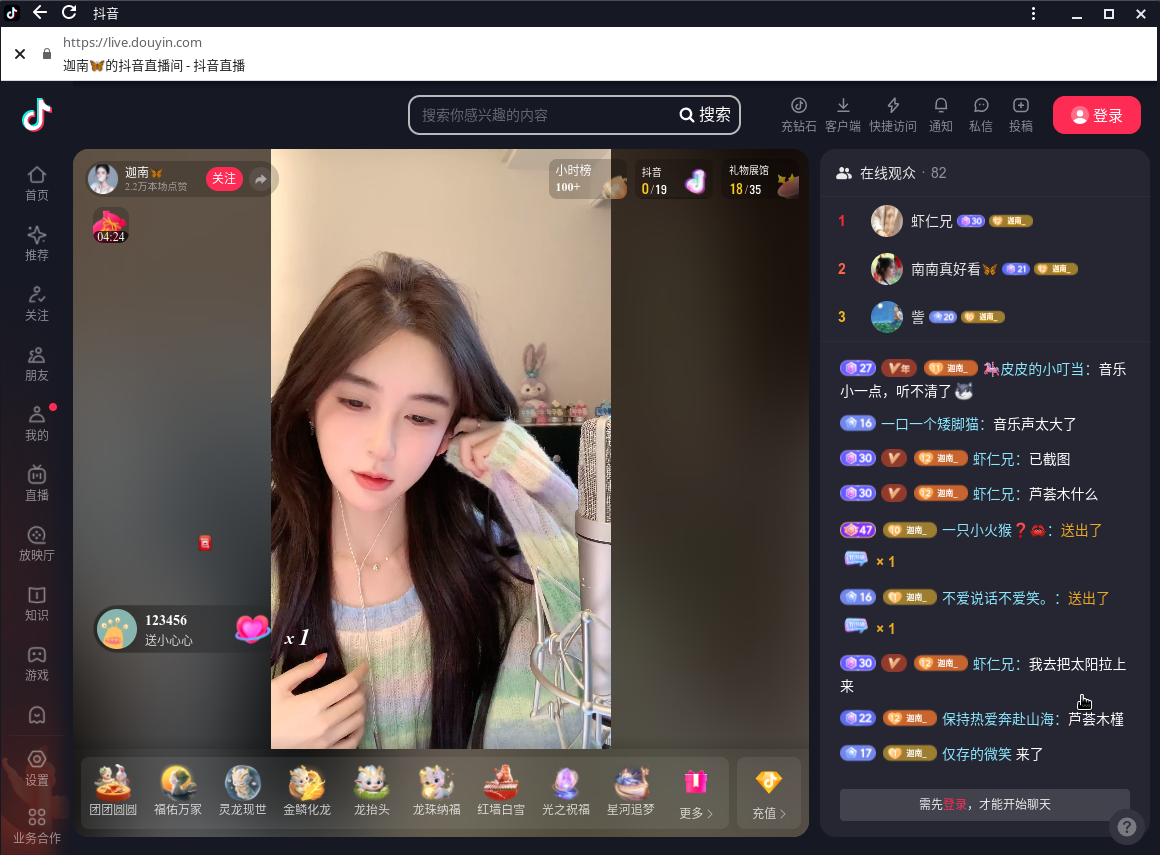 抖音
https://live.douyin.com
迦南🦋的抖音直播间 - 抖音直播
搜索你感兴趣的内容
搜索
充钻石
客户端
快捷访问
通知
私信
投稿
登录
首页
推荐
关注
朋友
我的
直播
放映厅
知识
游戏
设置
业务合作
迦南🦋
2.2万本场点赞
关注
04:24
小时榜
100+
抖音
0/19
礼物展馆
18/35
123456
送小心心
x 1
团团圆圆
福佑万家
灵龙现世
金鳞化龙
龙抬头
龙珠纳福
红墙白雪
光之祝福
星河追梦
更多
充值
在线观众 · 82
1 虾仁兄 30 迦南_
2 南南真好看🦋 21 迦南_
3 訾 20 迦南_
27 V年 11 迦南_ 🎠皮皮的小叮当：音乐
小一点，听不清了
16 一口一个矮脚猫：音乐声太大了
30 V 12 迦南_ 虾仁兄：已截图
30 V 12 迦南_ 虾仁兄：芦荟木什么
47 10 迦南_ 一只小火猴❓🦀：送出了
× 1
16 迦南_ 不爱说话不爱笑。：送出了
× 1
30 V 12 迦南_ 虾仁兄：我去把太阳拉上
来
22 12 迦南_ 保持热爱奔赴山海：芦荟木槿
17 迦南_ 仅存的微笑 来了
需先登录，才能开始聊天